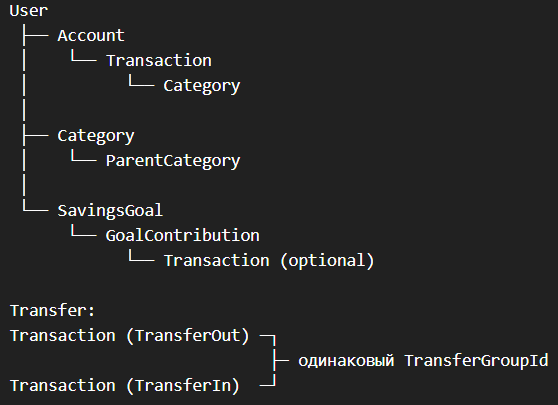 User
├── Account
│   └── Transaction
│         └── Category
│
├── Category
│   └── ParentCategory
│
└── SavingsGoal
    └── GoalContribution
          └── Transaction (optional)
Transfer:
Transaction (TransferOut) ─┐
├─ одинаковый TransferGroupId
Transaction (TransferIn) ─┘